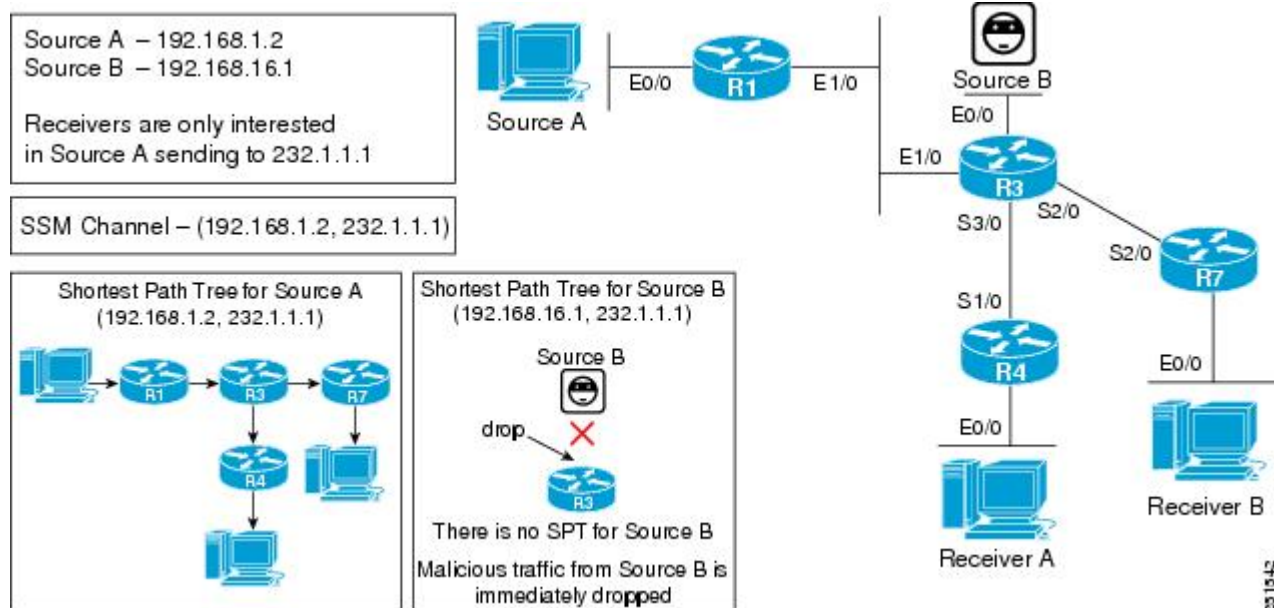 Source A – 192.168.1.2
Source B – 192.168.16.1
Receivers are only interested
in Source A sending to 232.1.1.1
SSM Channel – (192.168.1.2, 232.1.1.1)
Shortest Path Tree for Source A
(192.168.1.2, 232.1.1.1)
R1
R3
R7
R4
Shortest Path Tree for Source B
(192.168.16.1, 232.1.1.1)
Source B
drop
R3
There is no SPT for Source B
Malicious traffic from Source B is
immediately dropped
Source A
E0/0
R1
E1/0
Source B
E0/0
E1/0
R3
S3/0
S2/0
S2/0
R7
S1/0
R4
E0/0
E0/0
Receiver A
Receiver B